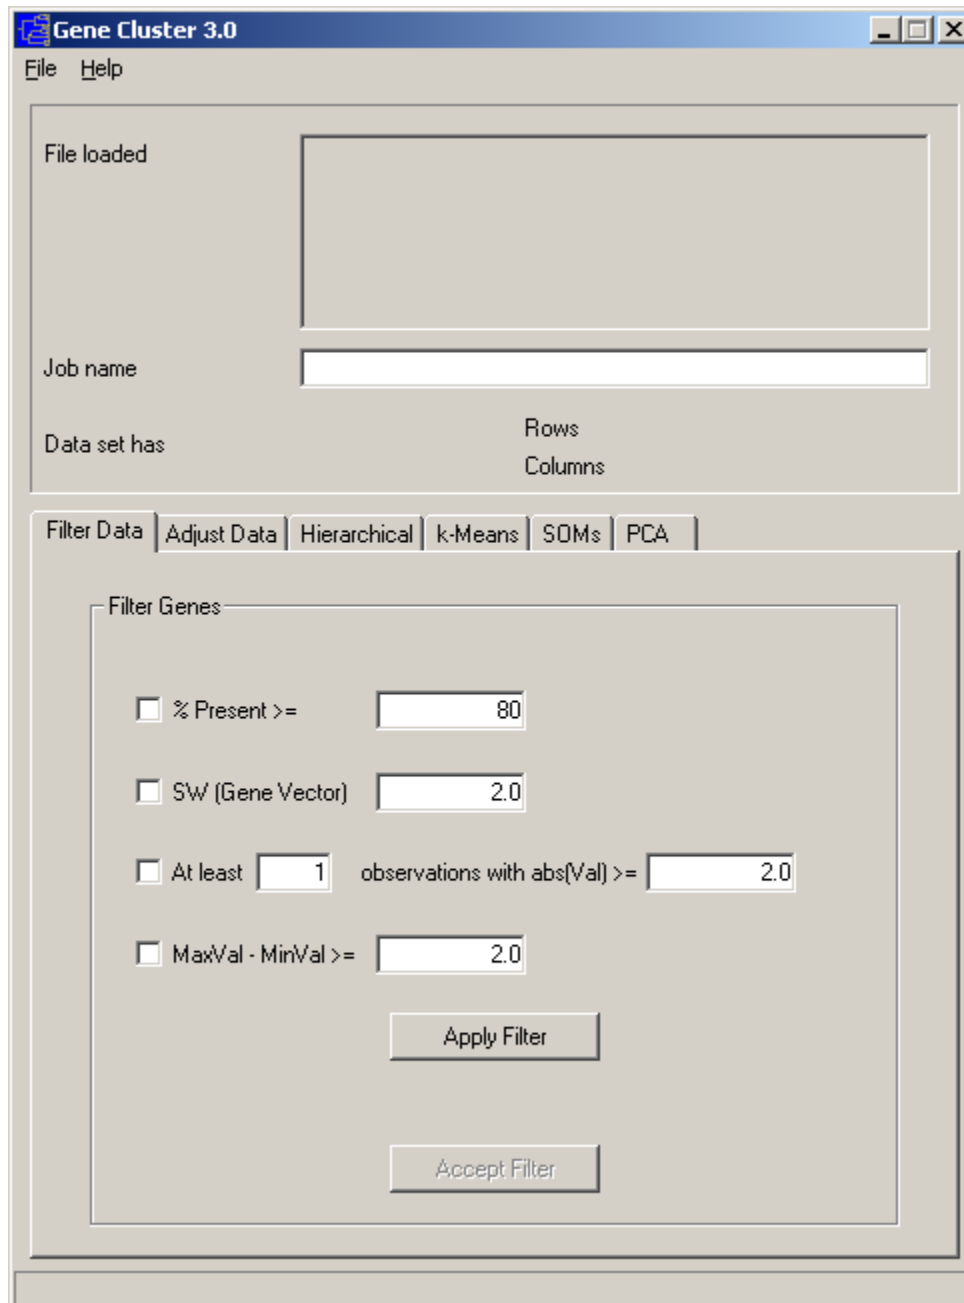 Gene Cluster 3.0
File Help
File loaded
Job name
Data set has
Rows
Columns
Filter Data Adjust Data Hierarchical k-Means SOMs PCA
Filter Genes
% Present >= 80
SW (Gene Vector) 2.0
At least 1 observations with abs(Val) >= 2.0
MaxVal - MinVal >= 2.0
Apply Filter
Accept Filter